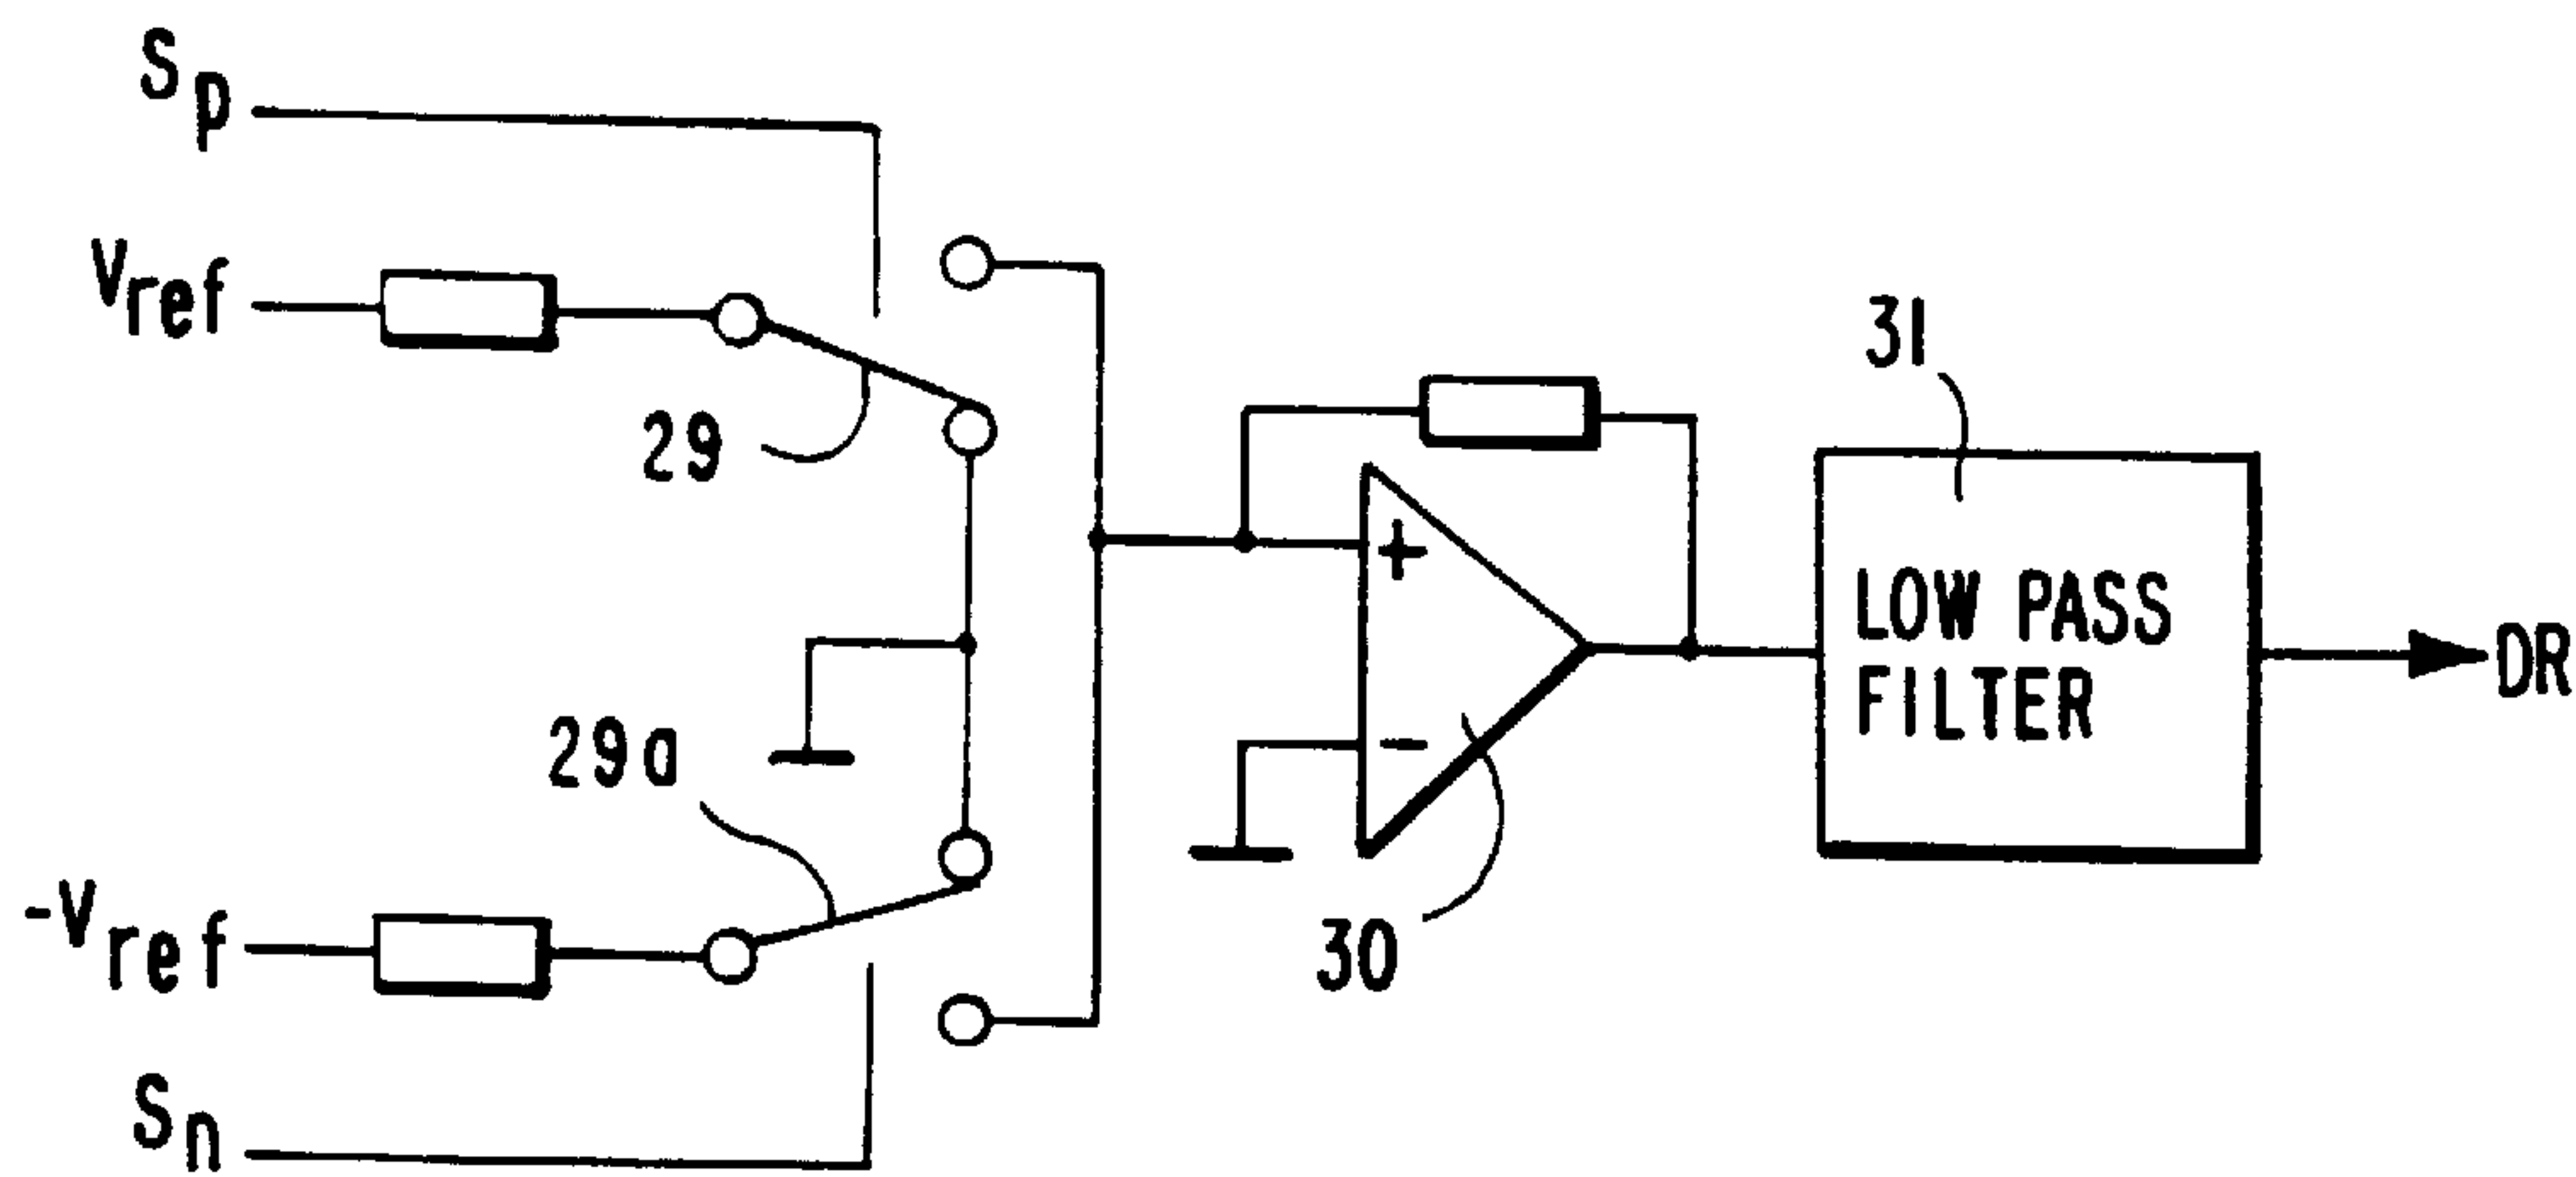 Sp
Vref
29
31
+
LOW PASS
FILTER
DR
29a
-
-Vref
30
Sn